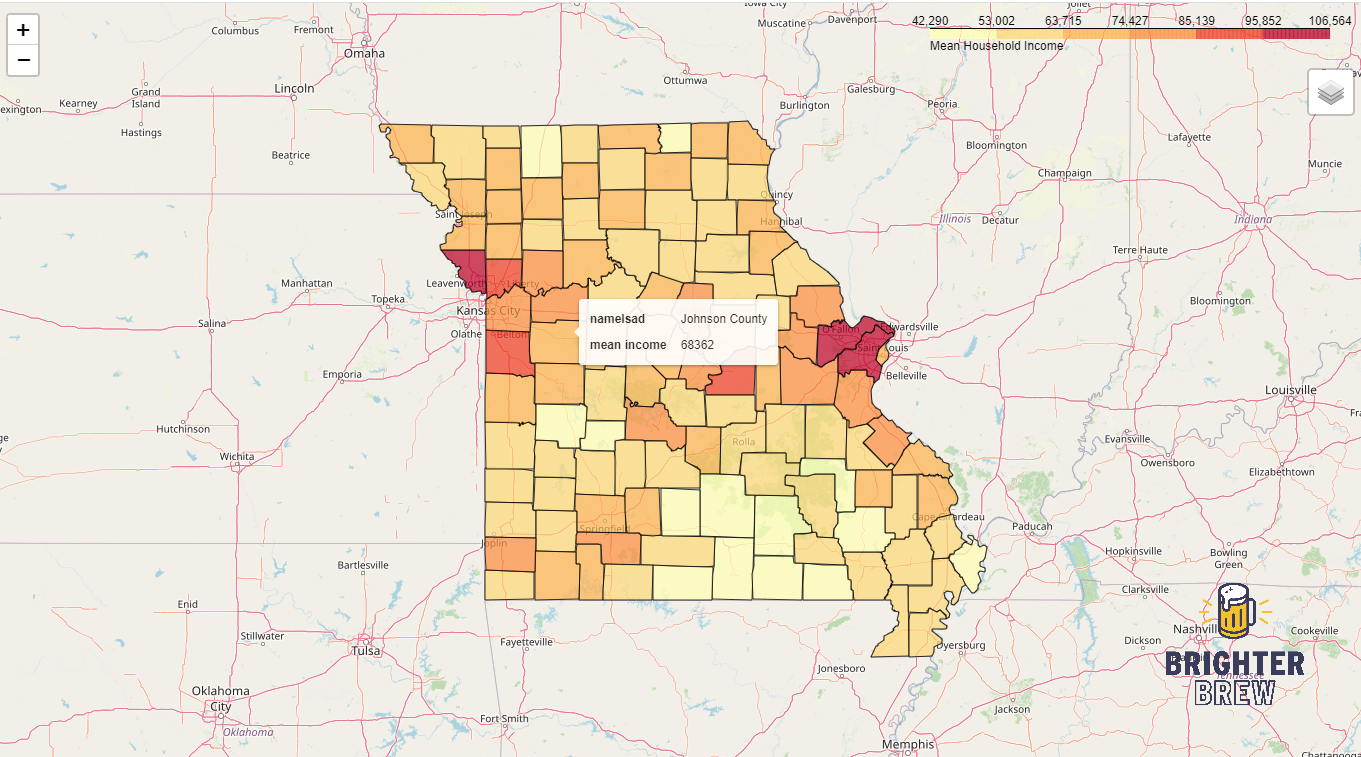 Iowa City
Joliet
Muscatine
Davenport
Columbus
Fremont
42,290 53,002 63,715 74,427 85,139 95,852 106,564
Mean Household Income
+
−
Omaha
Ottumwa
Galesburg
Lincoln
Grand
Island
Kearney
exington
Burlington
Peoria
Hastings
Lafayette
Bloomington
Beatrice
Muncie
Champaign
Quincy
Saint Joseph
Hannibal
Illinois
Decatur
Indiana
Terre Haute
Manhattan
Leavenworth
Liberty
Bloomington
Topeka
Kansas City
Salina
Olathe
Belton
namelsad Johnson County
mean income 68362
O'Fallon
Edwardsville
Saint Louis
Emporia
Belleville
Louisville
Hutchinson
Rolla
Evansville
Wichita
Owensboro
Elizabethtown
Springfield
Cape Girardeau
Paducah
Joplin
Hopkinsville
Bowling
Green
Bartlesville
Clarksville
Enid
Stillwater
Fayetteville
Nashville
Cookeville
Tulsa
Dyersburg
Dickson
Jonesboro
BRIGHTER
BREW
Tennessee
Oklahoma
City
Jackson
Fort Smith
Oklahoma
Memphis
Chattanooga